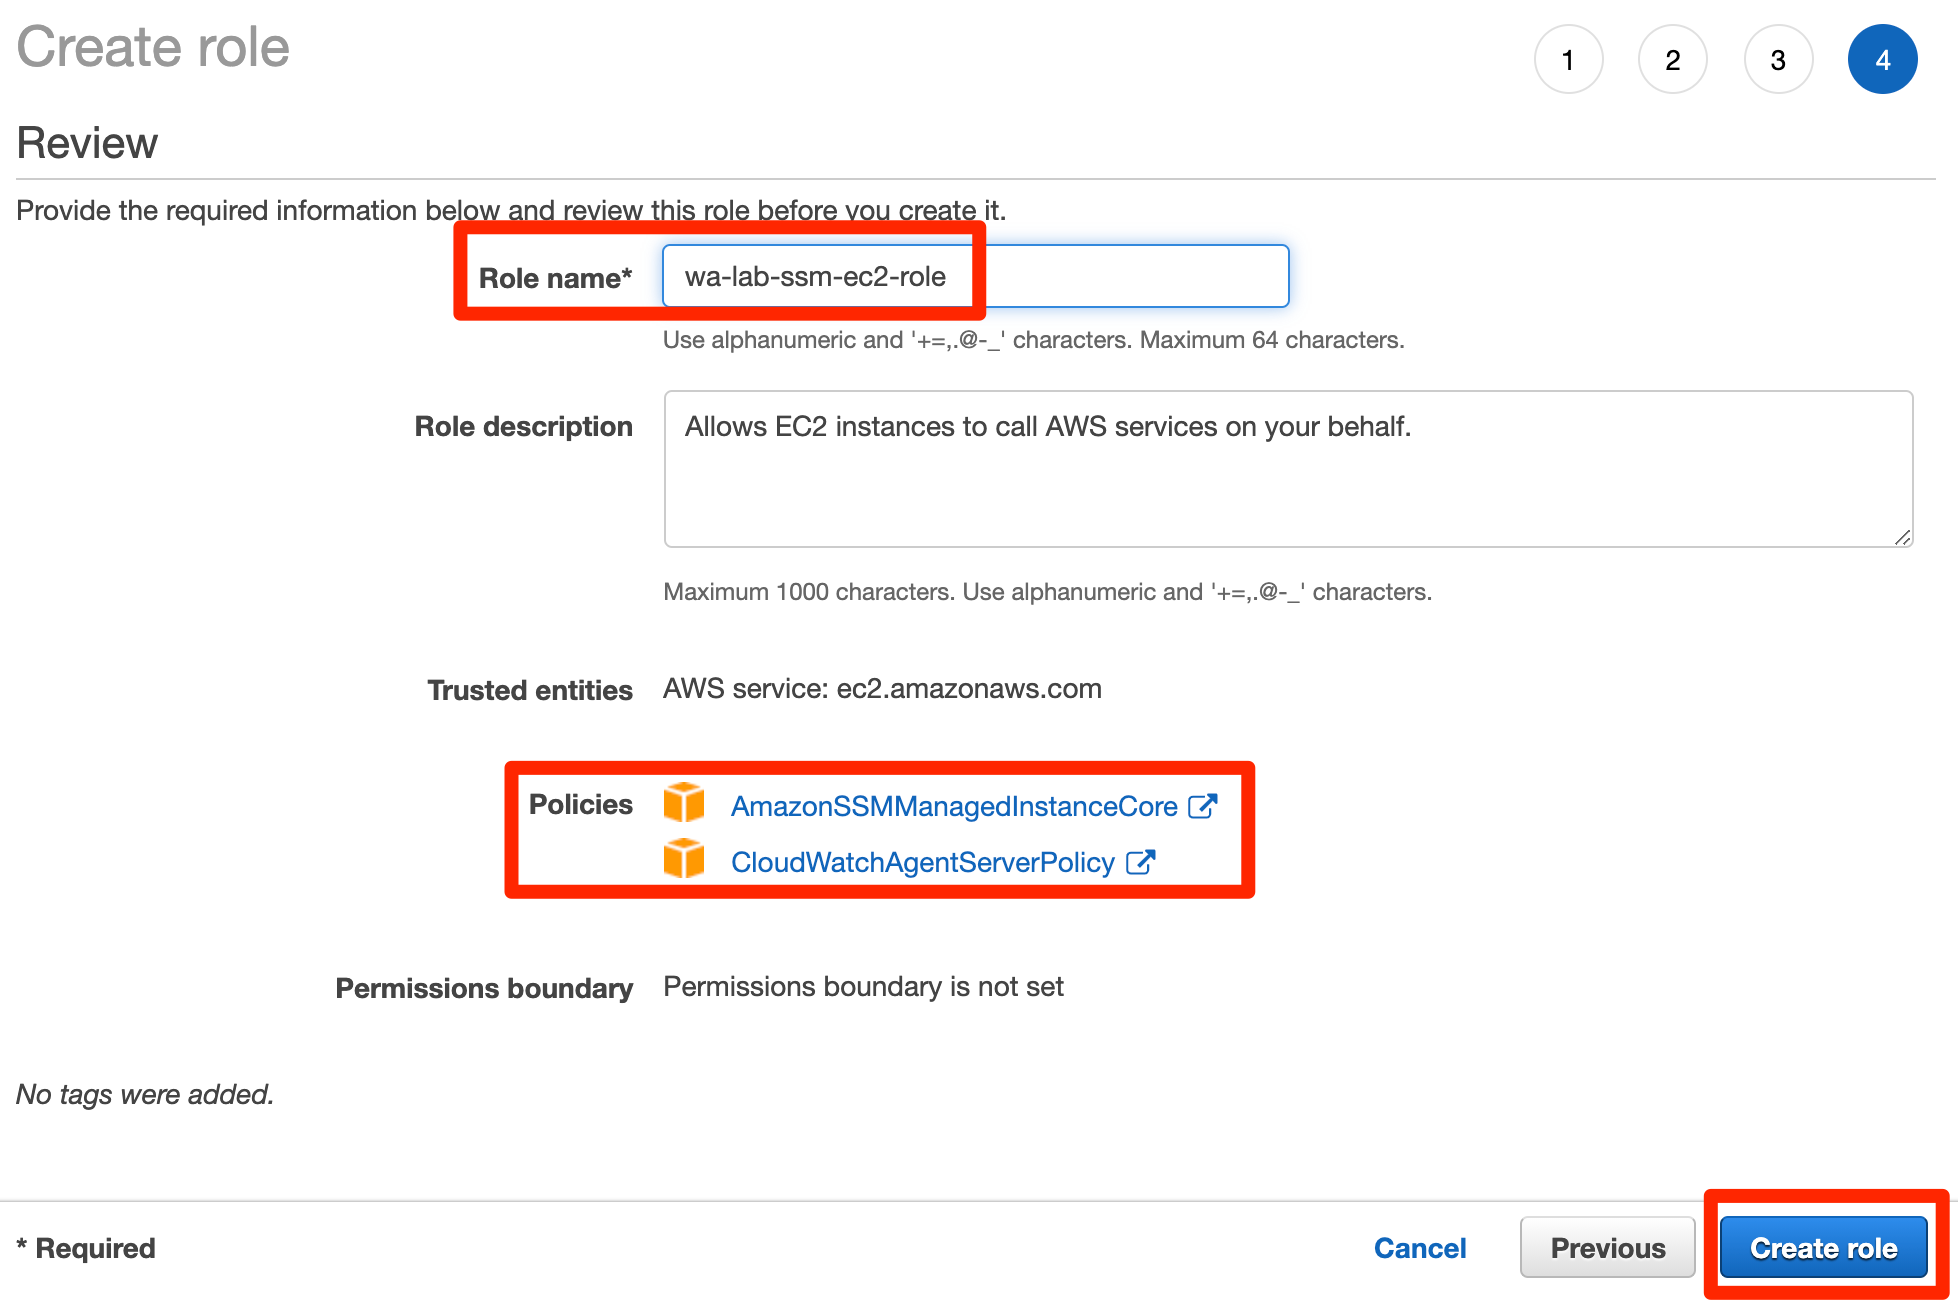 Create role
1 2 3 4
Review
Provide the required information below and review this role before you create it.
Role name* wa-lab-ssm-ec2-role
Use alphanumeric and '+=,.@-_' characters. Maximum 64 characters.
Role description Allows EC2 instances to call AWS services on your behalf.
Maximum 1000 characters. Use alphanumeric and '+=,.@-_' characters.
Trusted entities AWS service: ec2.amazonaws.com
Policies AmazonSSMManagedInstanceCore
CloudWatchAgentServerPolicy
Permissions boundary Permissions boundary is not set
No tags were added.
* Required Cancel Previous Create role